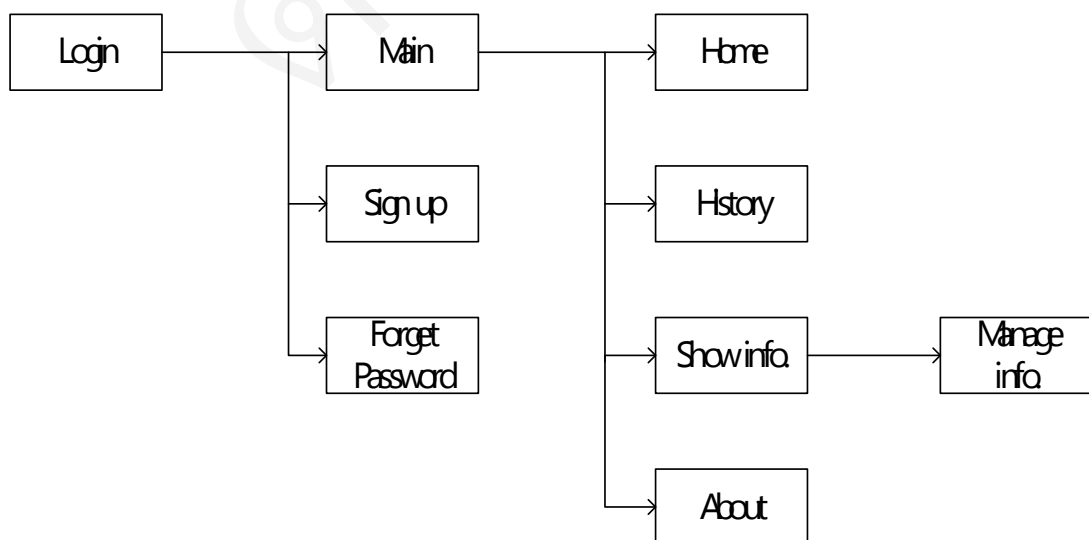 Login
Main
Home
Sign up
History
Forget
Password
Show info.
Manage
info.
About